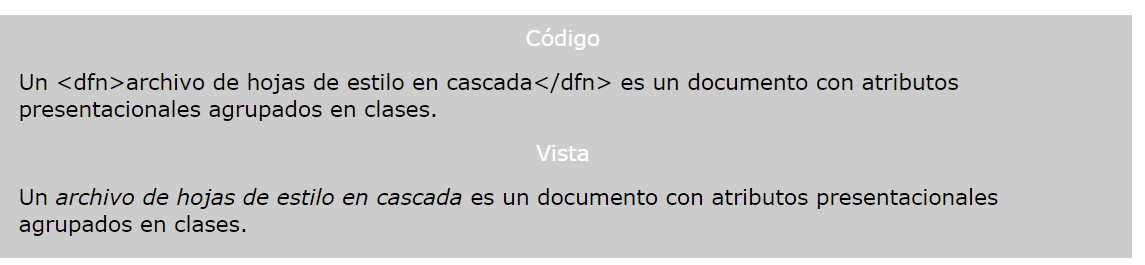 Código
Un <dfn>archivo de hojas de estilo en cascada</dfn> es un documento con atributos
presentacionales agrupados en clases.
Vista
Un archivo de hojas de estilo en cascada es un documento con atributos presentacionales
agrupados en clases.